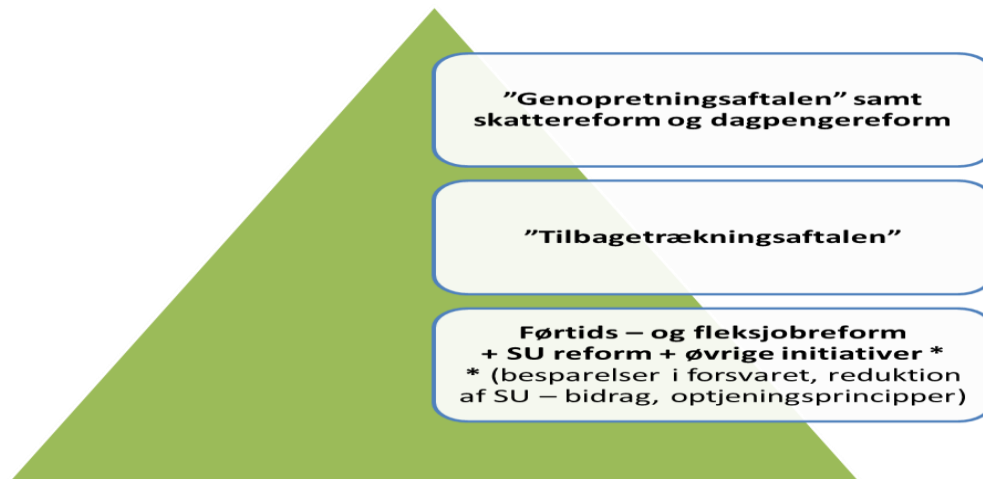 ”Genopretningsaftalen” samt
skattereform og dagpengereform
”Tilbagetrækningsaftalen”
Førtids – og fleksjobreform
+ SU reform + øvrige initiativer *
* (besparelser i forsvaret, reduktion
af SU – bidrag, optjeningsprincipper)